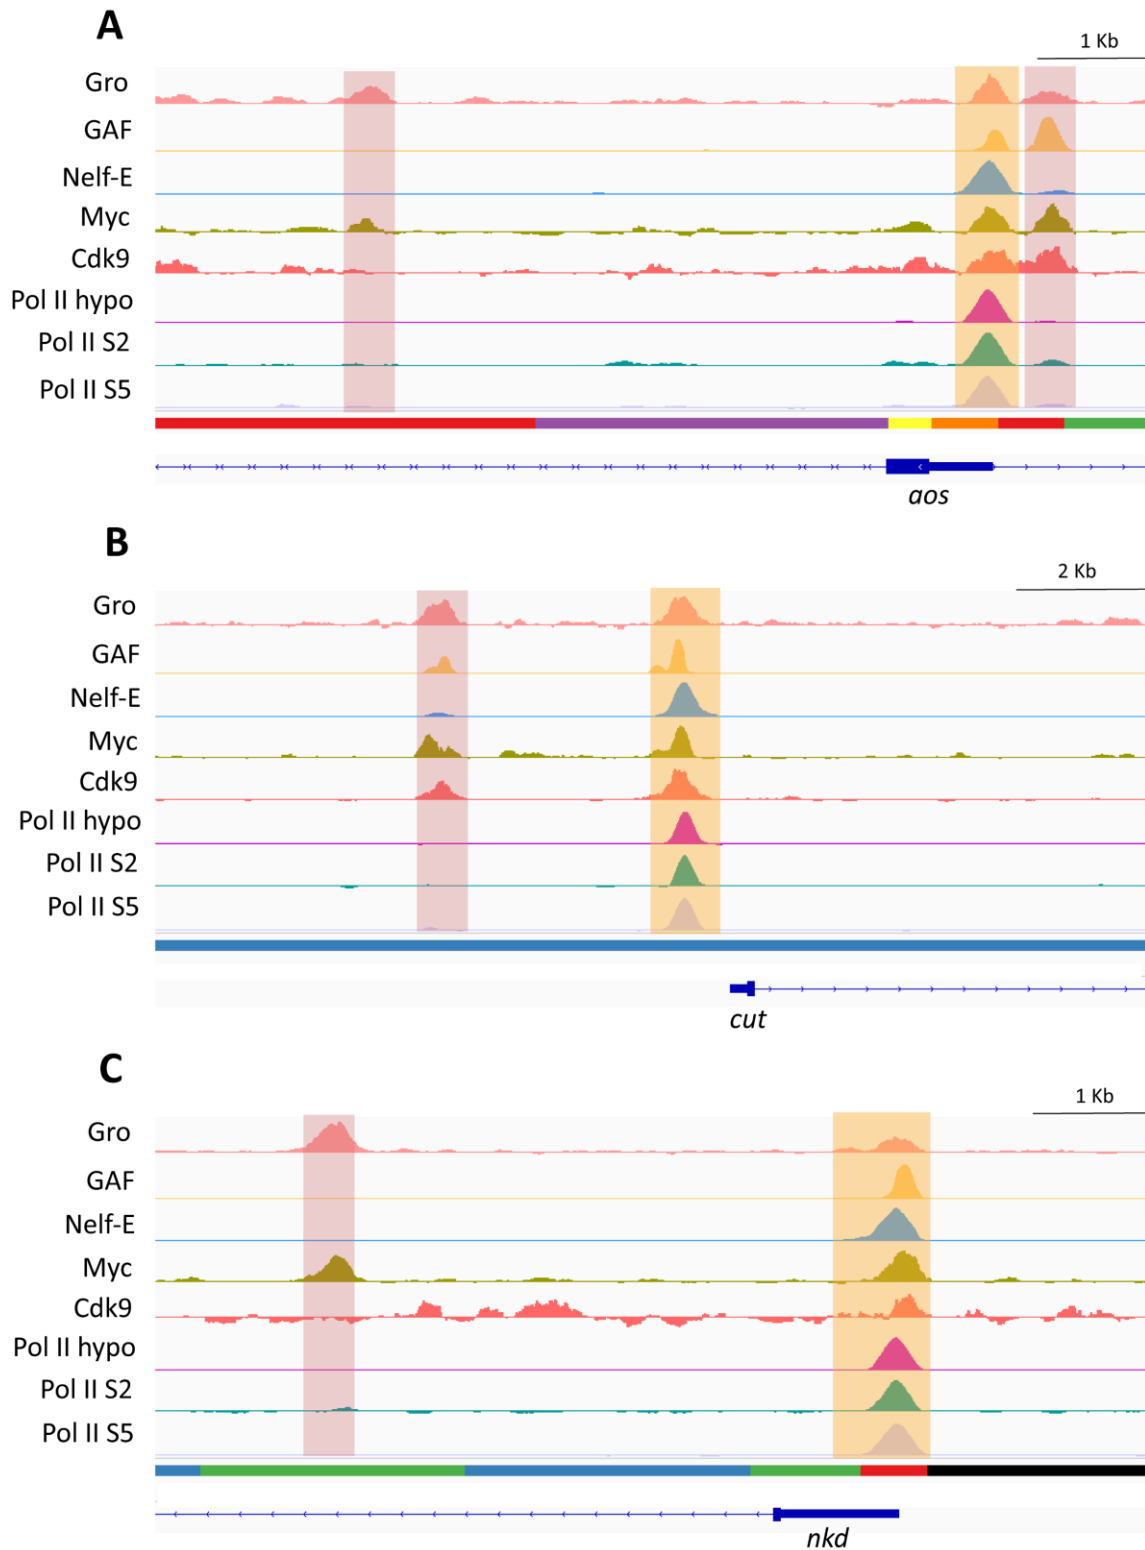 A
1 Kb
Gro
GAF
Nelf-E
Myc
Cdk9
Pol II hypo
Pol II S2
Pol II S5
aos
B
2 Kb
Gro
GAF
Nelf-E
Myc
Cdk9
Pol II hypo
Pol II S2
Pol II S5
cut
C
1 Kb
Gro
GAF
Nelf-E
Myc
Cdk9
Pol II hypo
Pol II S2
Pol II S5
nkd